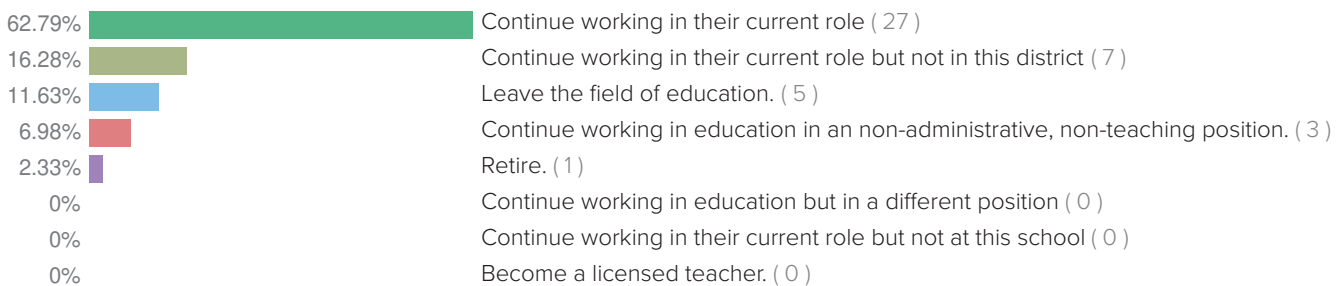 62.79% Continue working in their current role ( 27 )
16.28% Continue working in their current role but not in this district ( 7 )
11.63% Leave the field of education. ( 5 )
6.98% Continue working in education in an non-administrative, non-teaching position. ( 3 )
2.33% Retire. ( 1 )
0% Continue working in education but in a different position ( 0 )
0% Continue working in their current role but not at this school ( 0 )
0% Become a licensed teacher. ( 0 )